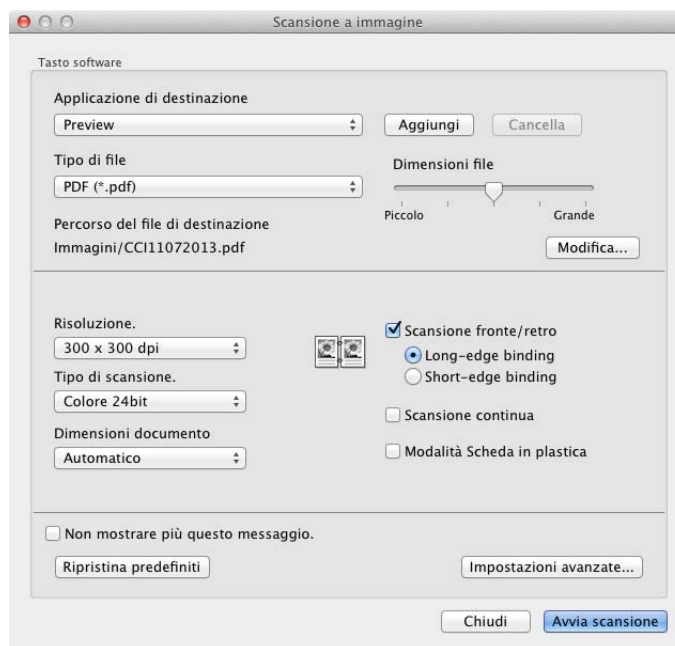 Scansione a immagine
Tasto software
Applicazione di destinazione
Preview
Aggiungi
Cancella
Tipo di file
PDF (*.pdf)
Dimensioni file
Piccolo
Grande
Percorso del file di destinazione
Immagini/CCI11072013.pdf
Modifica...
Risoluzione.
300 x 300 dpi
Tipo di scansione.
Colore 24bit
Dimensioni documento
Automatico
Scansione fronte/retro
Long-edge binding
Short-edge binding
Scansione continua
Modalità Scheda in plastica
Non mostrare più questo messaggio.
Ripristina predefiniti
Impostazioni avanzate...
Chiudi
Avvia scansione